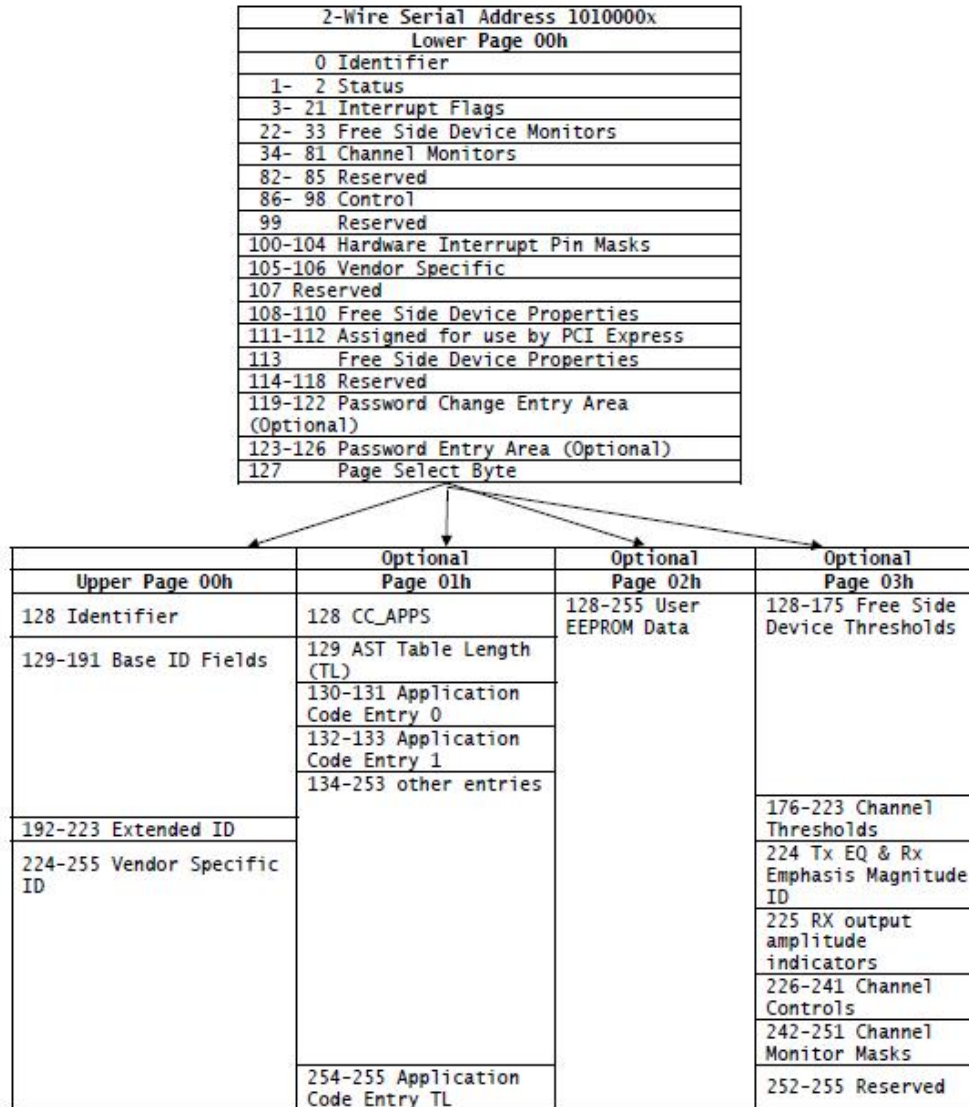 2-Wire Serial Address 1010000x
Lower Page 00h
0 Identifier
1- 2 Status
3- 21 Interrupt Flags
22- 33 Free Side Device Monitors
34- 81 Channel Monitors
82- 85 Reserved
86- 98 Control
99 Reserved
100-104 Hardware Interrupt Pin Masks
105-106 Vendor Specific
107 Reserved
108-110 Free Side Device Properties
111-112 Assigned for use by PCI Express
113 Free Side Device Properties
114-118 Reserved
119-122 Password Change Entry Area
(Optional)
123-126 Password Entry Area (Optional)
127 Page Select Byte
Upper Page 00h
128 Identifier
129-191 Base ID Fields
192-223 Extended ID
224-255 Vendor Specific
ID
Optional
Page 01h
128 CC_APPS
129 AST Table Length
(TL)
130-131 Application
Code Entry 0
132-133 Application
Code Entry 1
134-253 other entries
254-255 Application
Code Entry TL
Optional
Page 02h
128-255 User
EEPROM Data
Optional
Page 03h
128-175 Free Side
Device Thresholds
176-223 Channel
Thresholds
224 Tx EQ & Rx
Emphasis Magnitude
ID
225 RX output
amplitude
indicators
226-241 Channel
Controls
242-251 Channel
Monitor Masks
252-255 Reserved